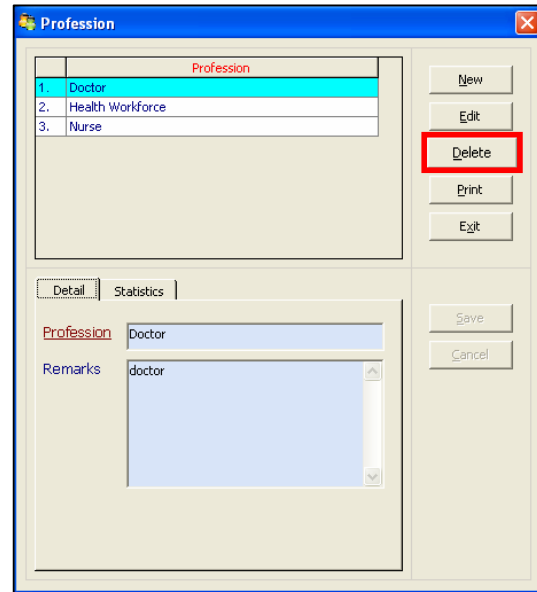 Profession
Profession
1. Doctor
2. Health Workforce
3. Nurse
New
Edit
Delete
Print
Exit
Detail Statistics
Profession Doctor
Remarks doctor
Save
Cancel